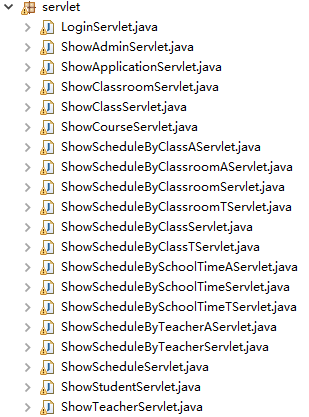 servlet
LoginServlet.java
ShowAdminServlet.java
ShowApplicationServlet.java
ShowClassroomServlet.java
ShowClassServlet.java
ShowCourseServlet.java
ShowScheduleByClassAServlet.java
ShowScheduleByClassroomAServlet.java
ShowScheduleByClassroomServlet.java
ShowScheduleByClassroomTServlet.java
ShowScheduleByClassServlet.java
ShowScheduleByClassTServlet.java
ShowScheduleBySchoolTimeAServlet.java
ShowScheduleBySchoolTimeServlet.java
ShowScheduleBySchoolTimeTServlet.java
ShowScheduleByTeacherAServlet.java
ShowScheduleByTeacherServlet.java
ShowScheduleServlet.java
ShowStudentServlet.java
ShowTeacherServlet.java